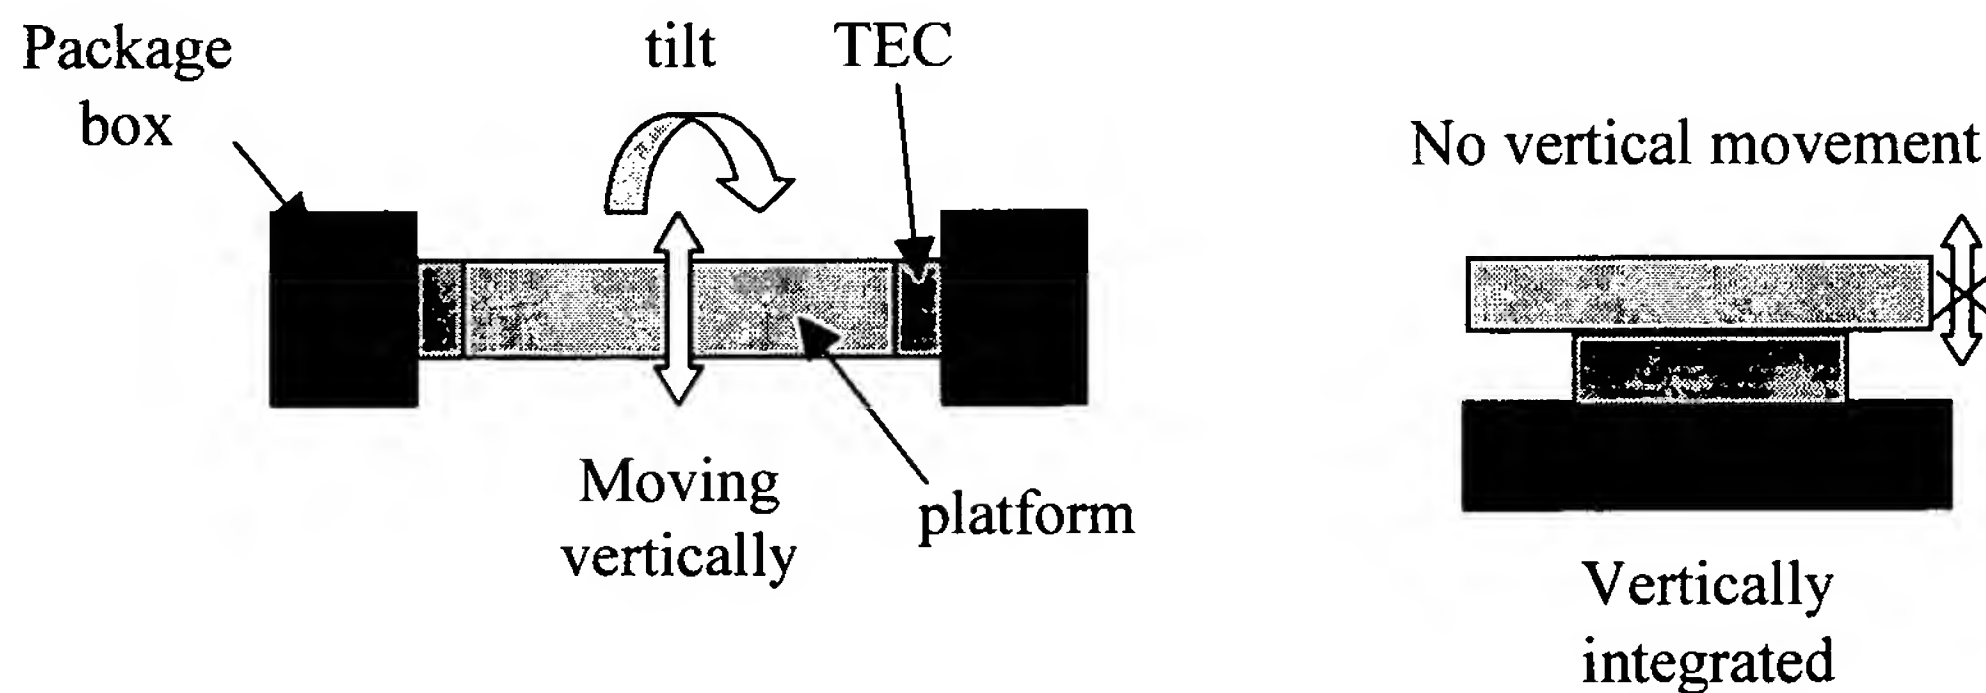 Package
box
tilt
TEC
Moving
vertically
platform
No vertical movement
Vertically
integrated